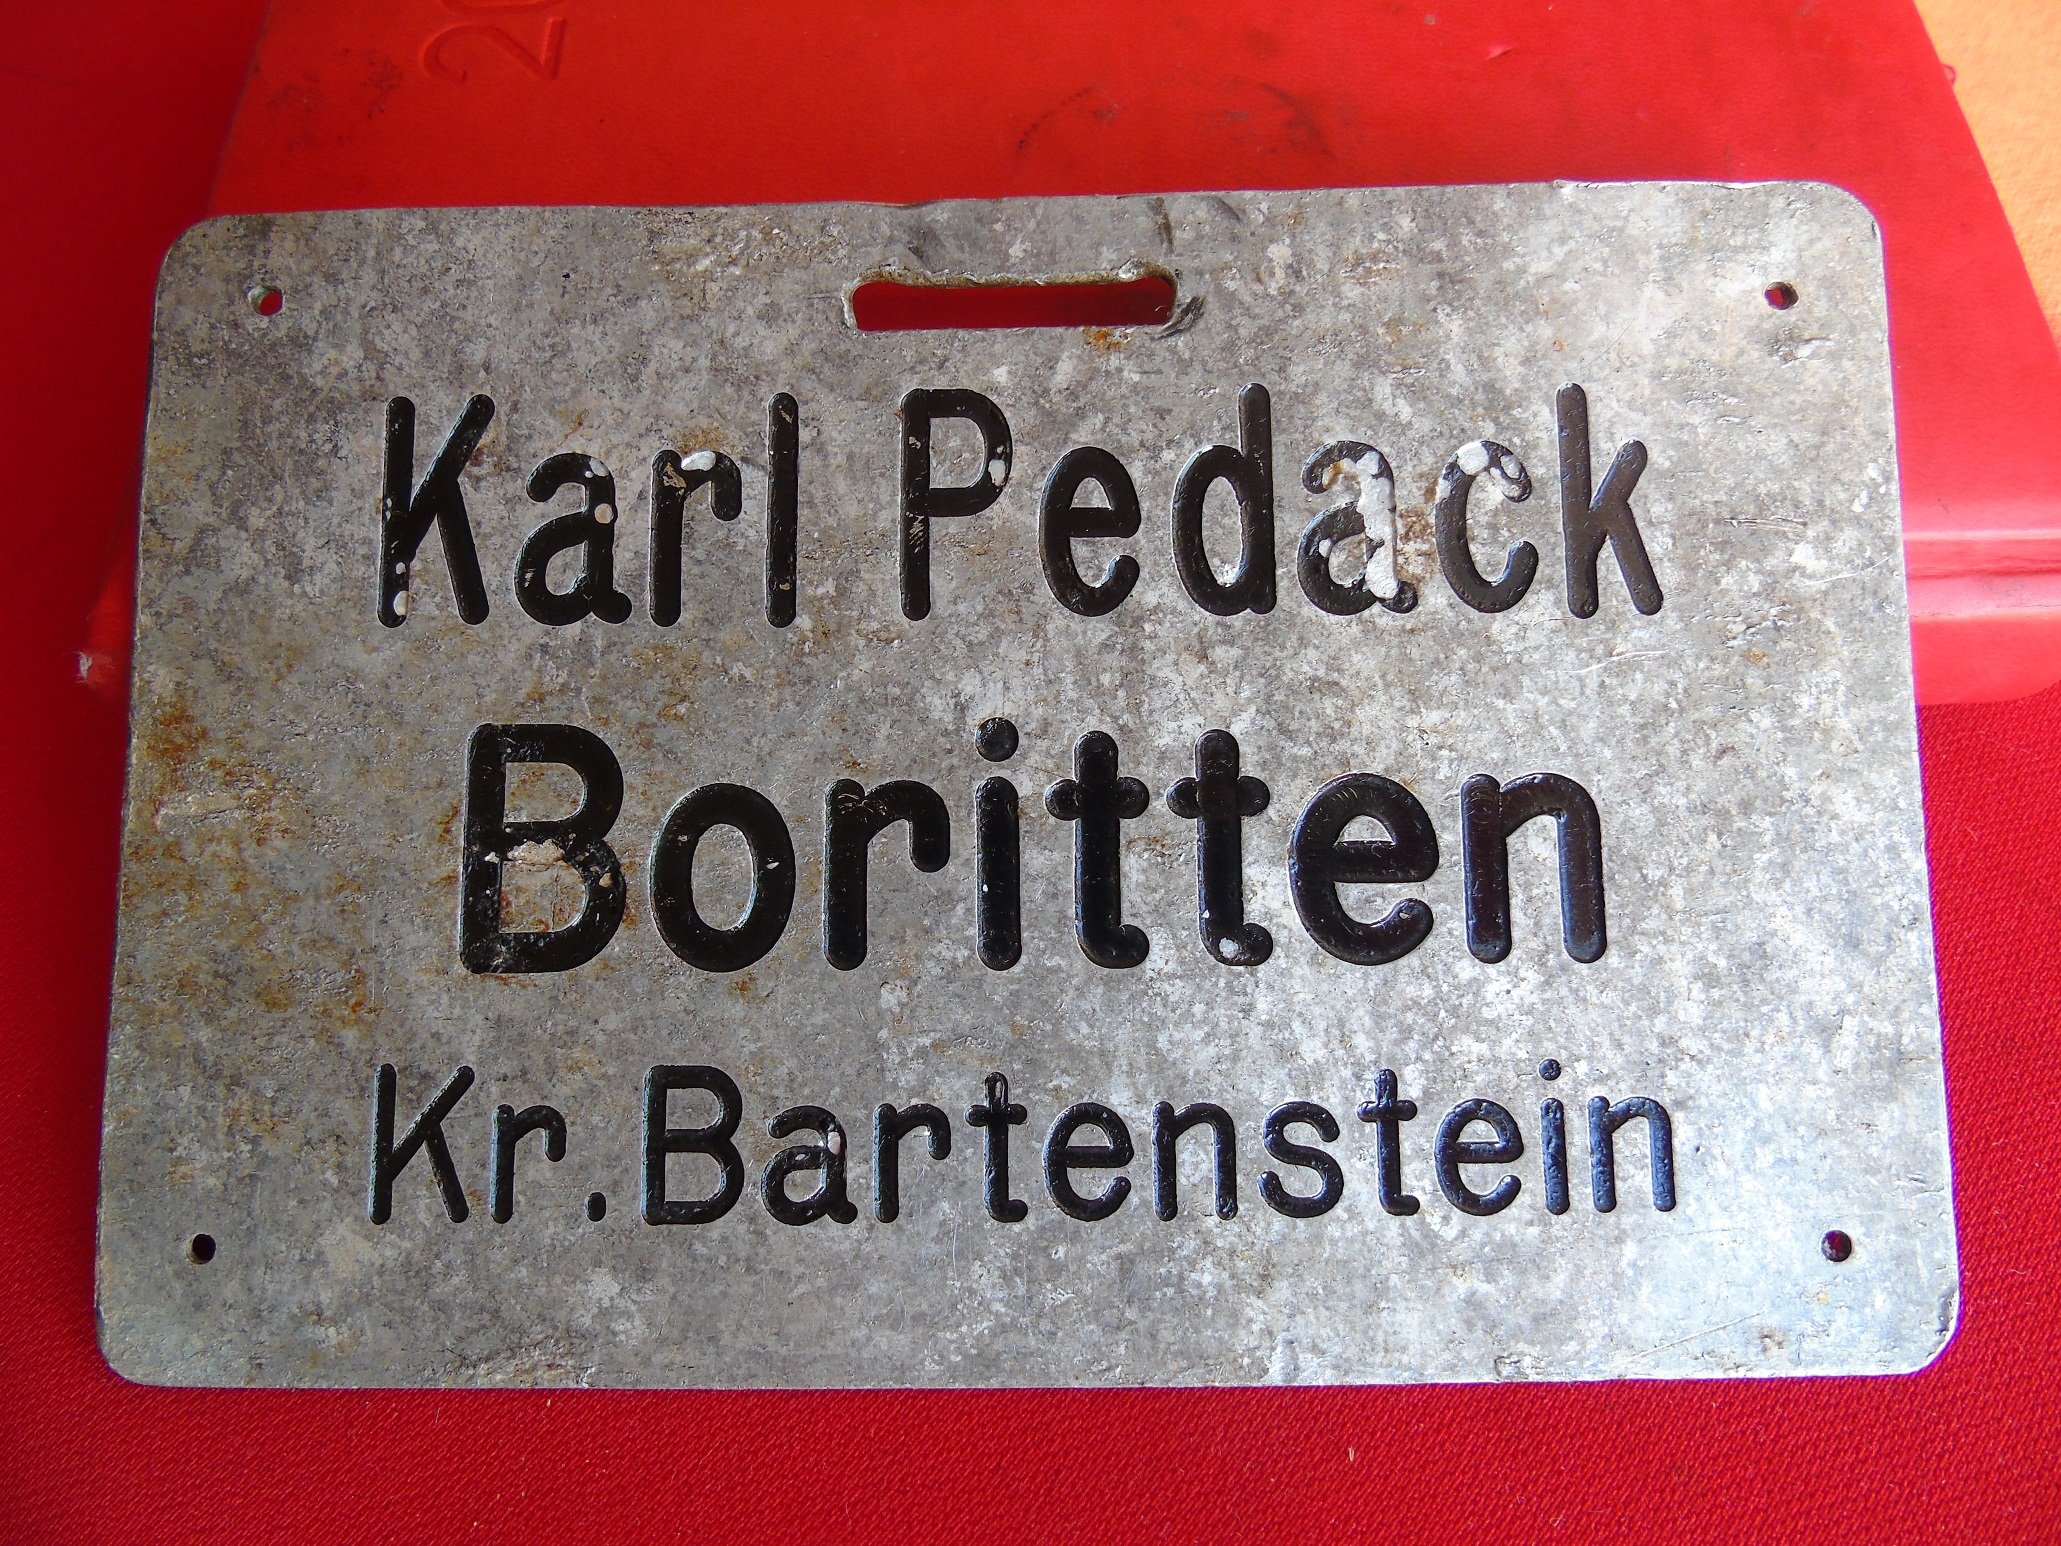 Karl Pedack
Boritten
Kr. Bartenstein